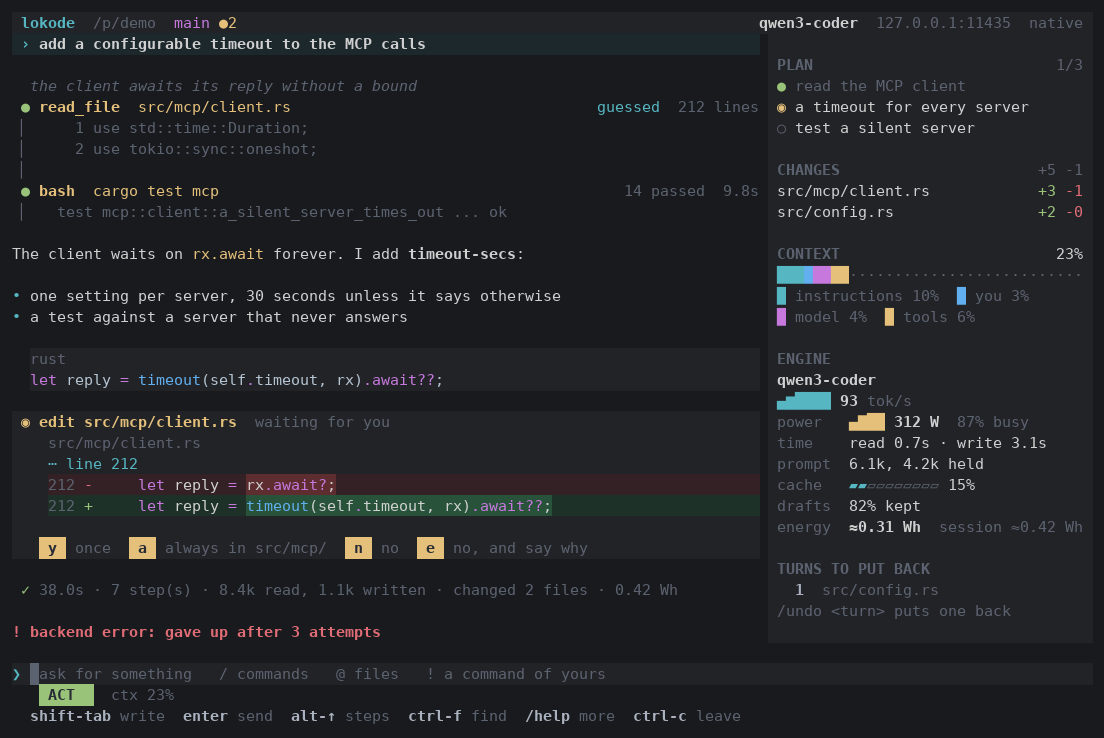 lokode /p/demo main ●2 qwen3-coder 127.0.0.1:11435 native
› add a configurable timeout to the MCP calls
the client awaits its reply without a bound
● read_file src/mcp/client.rs guessed 212 lines
│ 1 use std::time::Duration;
│ 2 use tokio::sync::oneshot;
│
● bash cargo test mcp 14 passed 9.8s
│ test mcp::client::a_silent_server_times_out ... ok
The client waits on rx.await forever. I add timeout-secs:
• one setting per server, 30 seconds unless it says otherwise
• a test against a server that never answers
rust
let reply = timeout(self.timeout, rx).await??;
◉ edit src/mcp/client.rs waiting for you
src/mcp/client.rs
⋯ line 212
212 - let reply = rx.await?;
212 + let reply = timeout(self.timeout, rx).await??;
y once a always in src/mcp/ n no e no, and say why
✓ 38.0s · 7 step(s) · 8.4k read, 1.1k written · changed 2 files · 0.42 Wh
! backend error: gave up after 3 attempts
PLAN 1/3
● read the MCP client
◉ a timeout for every server
○ test a silent server
CHANGES +5 -1
src/mcp/client.rs +3 -1
src/config.rs +2 -0
CONTEXT 23%
instructions 10% you 3%
model 4% tools 6%
ENGINE
qwen3-coder
93 tok/s
power 312 W 87% busy
time read 0.7s · write 3.1s
prompt 6.1k, 4.2k held
cache ▰▰▱▱▱▱▱▱▱▱ 15%
drafts 82% kept
energy ≈0.31 Wh session ≈0.42 Wh
TURNS TO PUT BACK
1 src/config.rs
/undo <turn> puts one back
❯ ask for something / commands @ files ! a command of yours
ACT ctx 23%
shift-tab write enter send alt-↑ steps ctrl-f find /help more ctrl-c leave